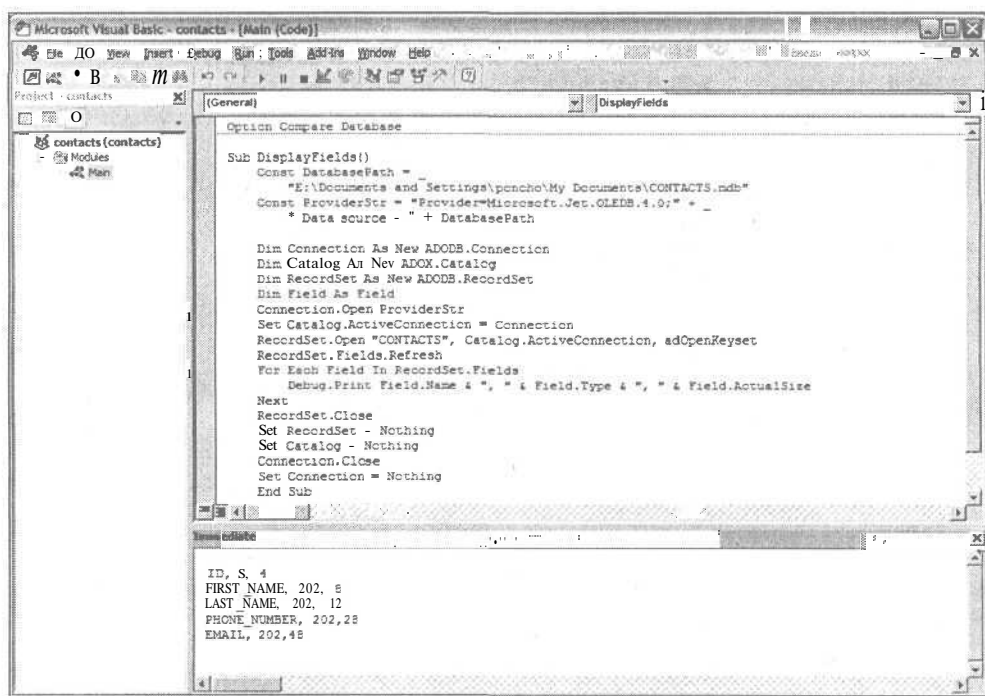 Microsoft Visual Basic - contacts - [Main (Code)]
File ДО View Insert Debug Run Tools Add-Ins Window Help
• B m
Project - contacts
(General) DisplayFields 1
O
contacts (contacts)
Modules
Main
Option Compare Database
Sub DisplayFields()
Const DatabasePath = _
"E:\Documents and Settings\poncho\My Documents\CONTACTS.mdb"
Const ProviderStr = "Provider=Microsoft.Jet.OLEDB.4.0;" + _
* Data source - " + DatabasePath
Dim Connection As New ADODB.Connection
Dim Catalog Ал Nev ADOX.Catalog
Dim RecordSet As New ADODB.RecordSet
Dim Field As Field
Connection.Open ProviderStr
1
Set Catalog.ActiveConnection = Connection
RecordSet.Open "CONTACTS", Catalog.ActiveConnection, adOpenKeyset
RecordSet.Fields.Refresh
For Each Field In RecordSet.Fields
1
Debug.Print Field.Name & ", " & Field.Type & ", " & Field.ActualSize
Next
RecordSet.Close
Set RecordSet - Nothing
Set Catalog - Nothing
Connection.Close
Set Connection = Nothing
End Sub
Immediate
ID, S, 4
FIRST_NAME, 202, 8
LAST_NAME, 202, 12
PHONE_NUMBER, 202,28
EMAIL, 202,48